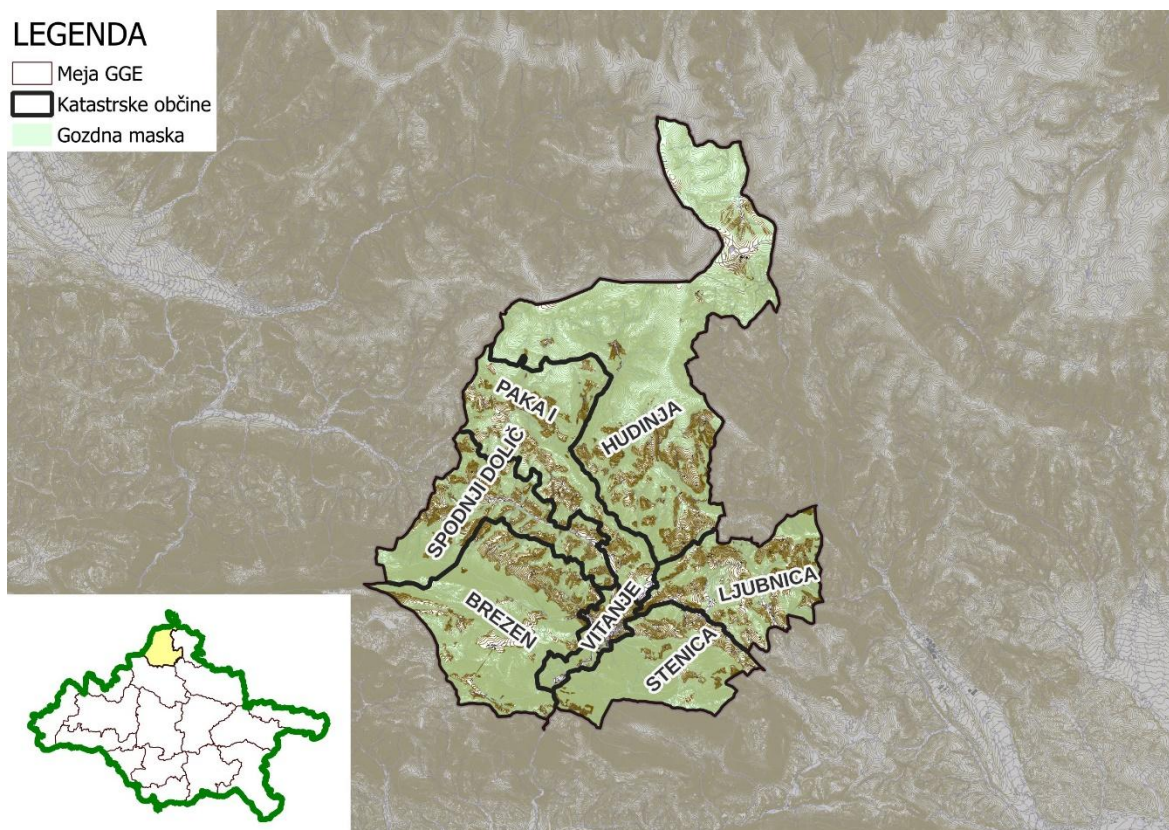 LEGENDA
Meja GGE
Katastrske občine
Gozdna maska
PAKA I
HUDINJA
SPODNJI DOLIČ
LJUBNICA
BREZEN
VITANJE
STENICA